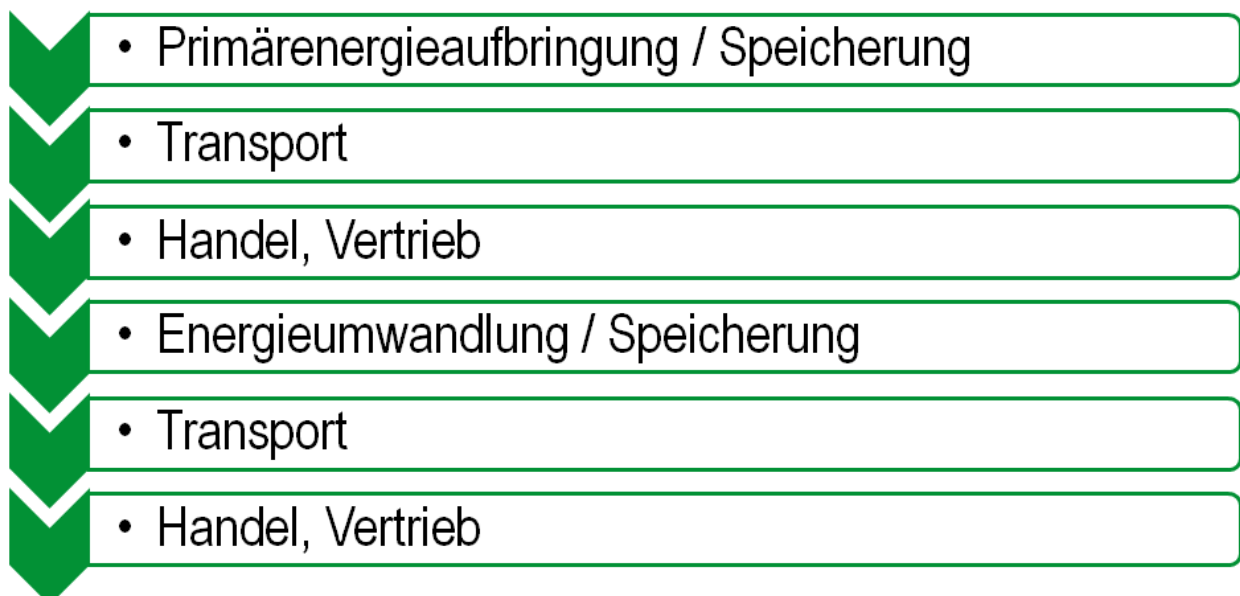 • Primärenergieaufbringung / Speicherung
• Transport
• Handel, Vertrieb
• Energieumwandlung / Speicherung
• Transport
• Handel, Vertrieb